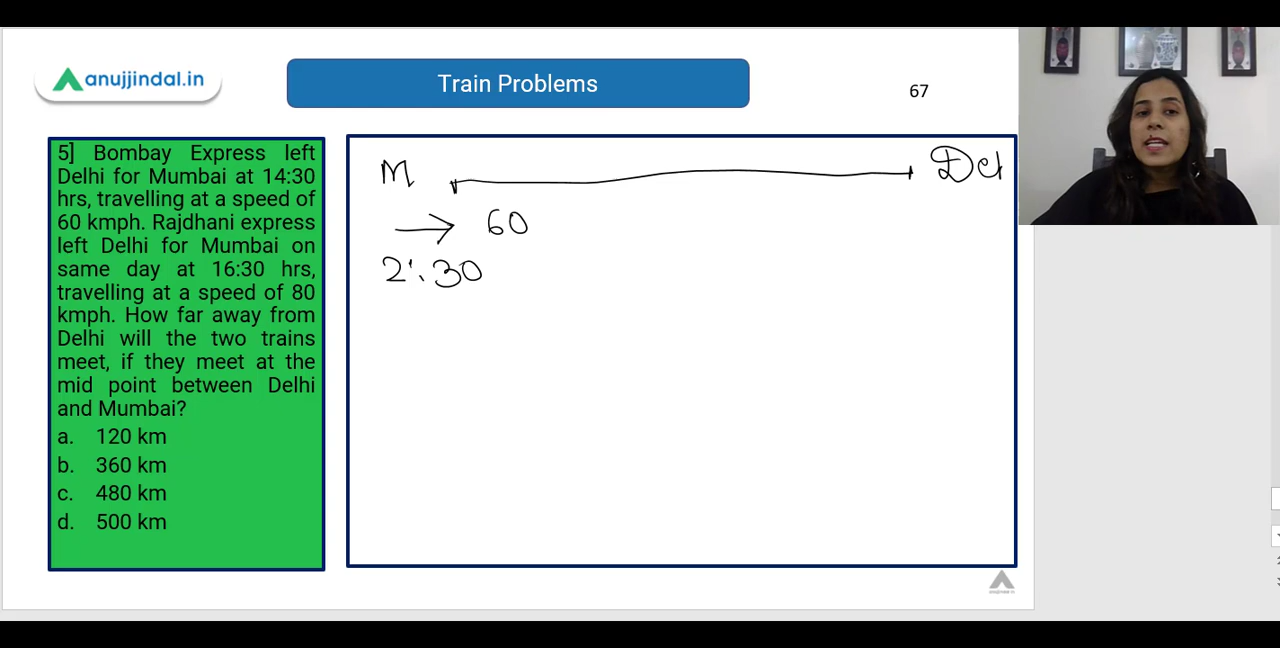 anujjindal.in
Train Problems
67
5] Bombay Express left
Delhi for Mumbai at 14:30
hrs, travelling at a speed of
60 kmph. Rajdhani express
left Delhi for Mumbai on
same day at 16:30 hrs,
travelling at a speed of 80
kmph. How far away from
Delhi will the two trains
meet, if they meet at the
mid point between Delhi
and Mumbai?
a. 120 km
b. 360 km
c. 480 km
d. 500 km
M Del
60
2:30